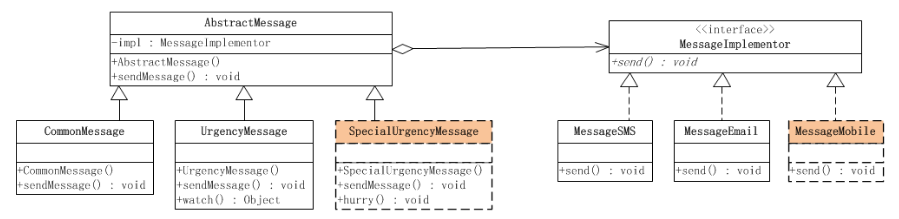 AbstractMessage
-impl : MessageImplementor
+AbstractMessage()
+sendMessage() : void
<<interface>>
MessageImplementor
+send() : void
CommonMessage
+CommonMessage()
+sendMessage() : void
UrgencyMessage
+UrgencyMessage()
+sendMessage() : void
+watch() : Object
SpecialUrgencyMessage
+SpecialUrgencyMessage()
+sendMessage() : void
+hurry() : void
MessageSMS
+send() : void
MessageEmail
+send() : void
MessageMobile
+send() : void